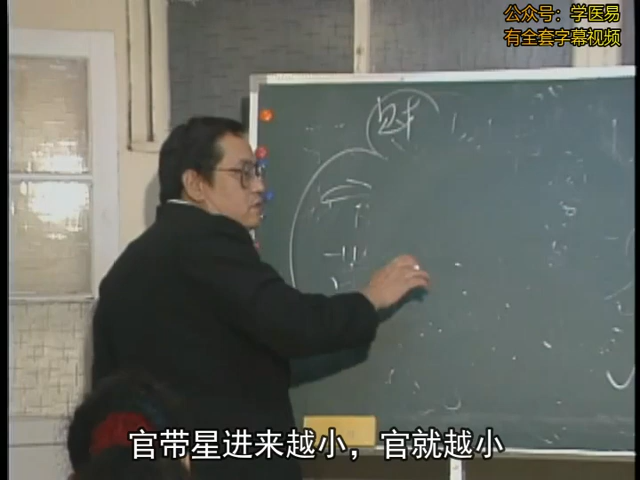 公众号：学医易
有全套字幕视频
官带星进来越小，官就越小